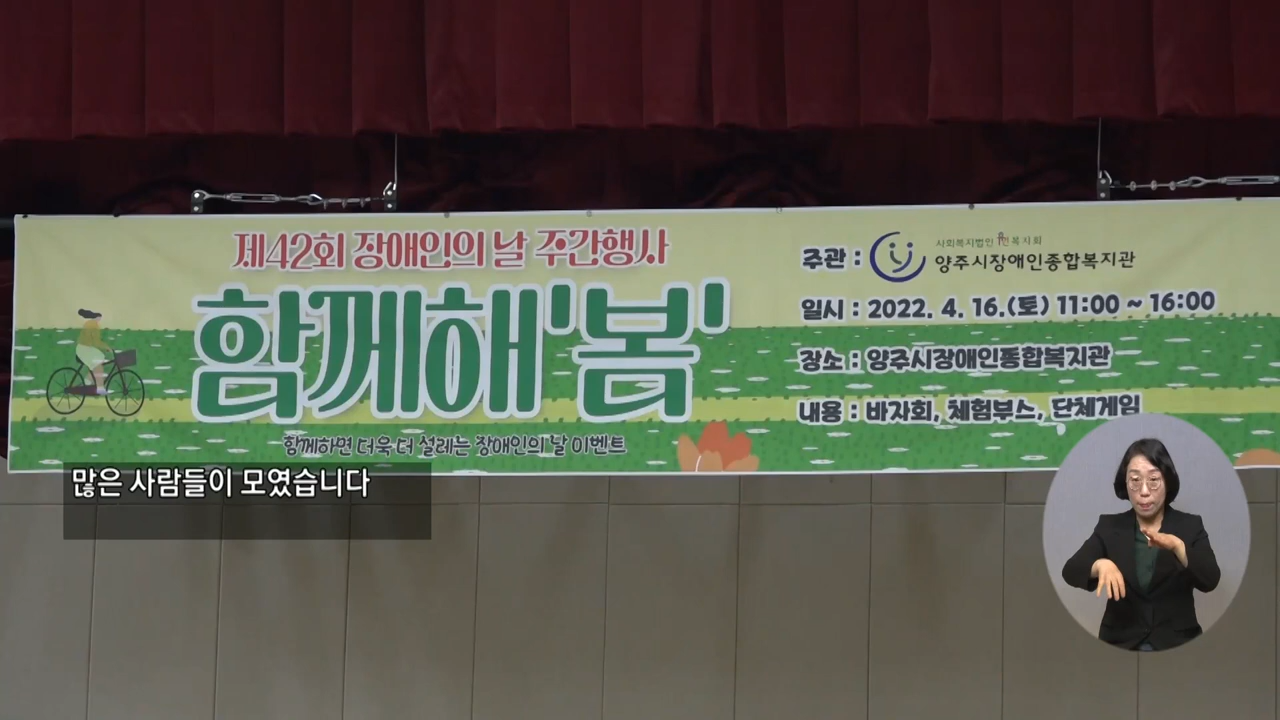 제42회 장애인의 날 주간행사
함께해'봄'
함께하면 더욱 더 설레는 장애인의 날 이벤트
주관 :
사회복지법인 복지회
양주시장애인종합복지관
일시 : 2022. 4. 16.(토) 11:00 ~ 16:00
장소 : 양주시장애인종합복지관
내용 : 바자회, 체험부스, 단체게임
많은 사람들이 모였습니다